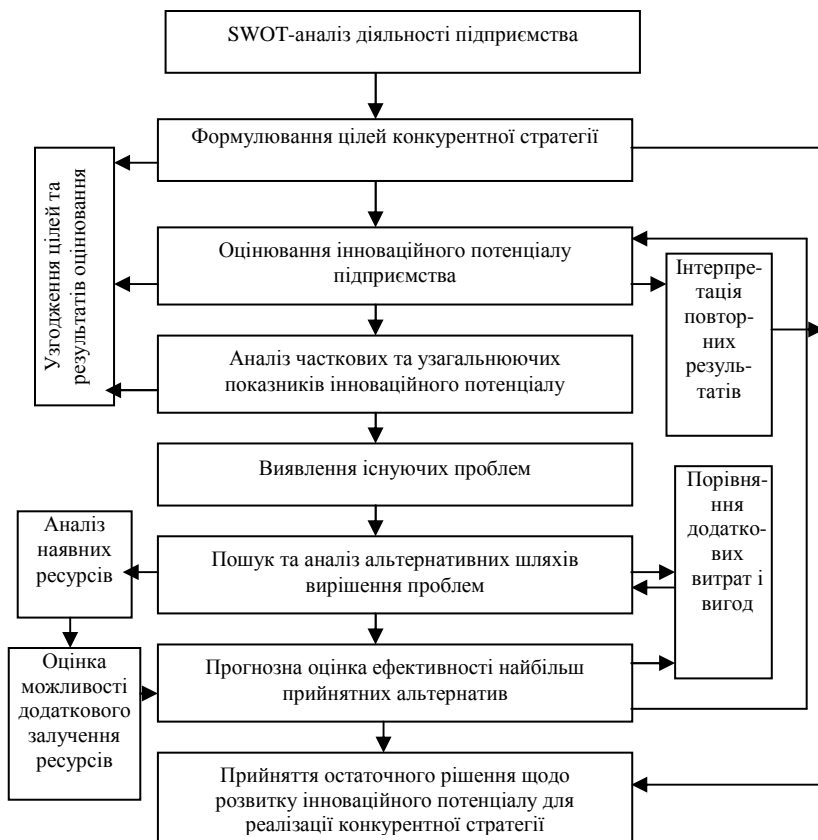 SWOT-аналіз діяльності підприємства
Формулювання цілей конкурентної стратегії
Узгодження цілей та
результатів оцінювання
Оцінювання інноваційного потенціалу
підприємства
Інтерпре-
тація
повтор-
них
резуль-
татів
Аналіз часткових та узагальнюючих
показників інноваційного потенціалу
Виявлення існуючих проблем
Порівня-
ння
додатко-
вих
витрат і
вигод
Аналіз
наявних
ресурсів
Пошук та аналіз альтернативних шляхів
вирішення проблем
Оцінка
можливості
додаткового
залучення
ресурсів
Прогнозна оцінка ефективності найбільш
прийнятних альтернатив
Прийняття остаточного рішення щодо
розвитку інноваційного потенціалу для
реалізації конкурентної стратегії